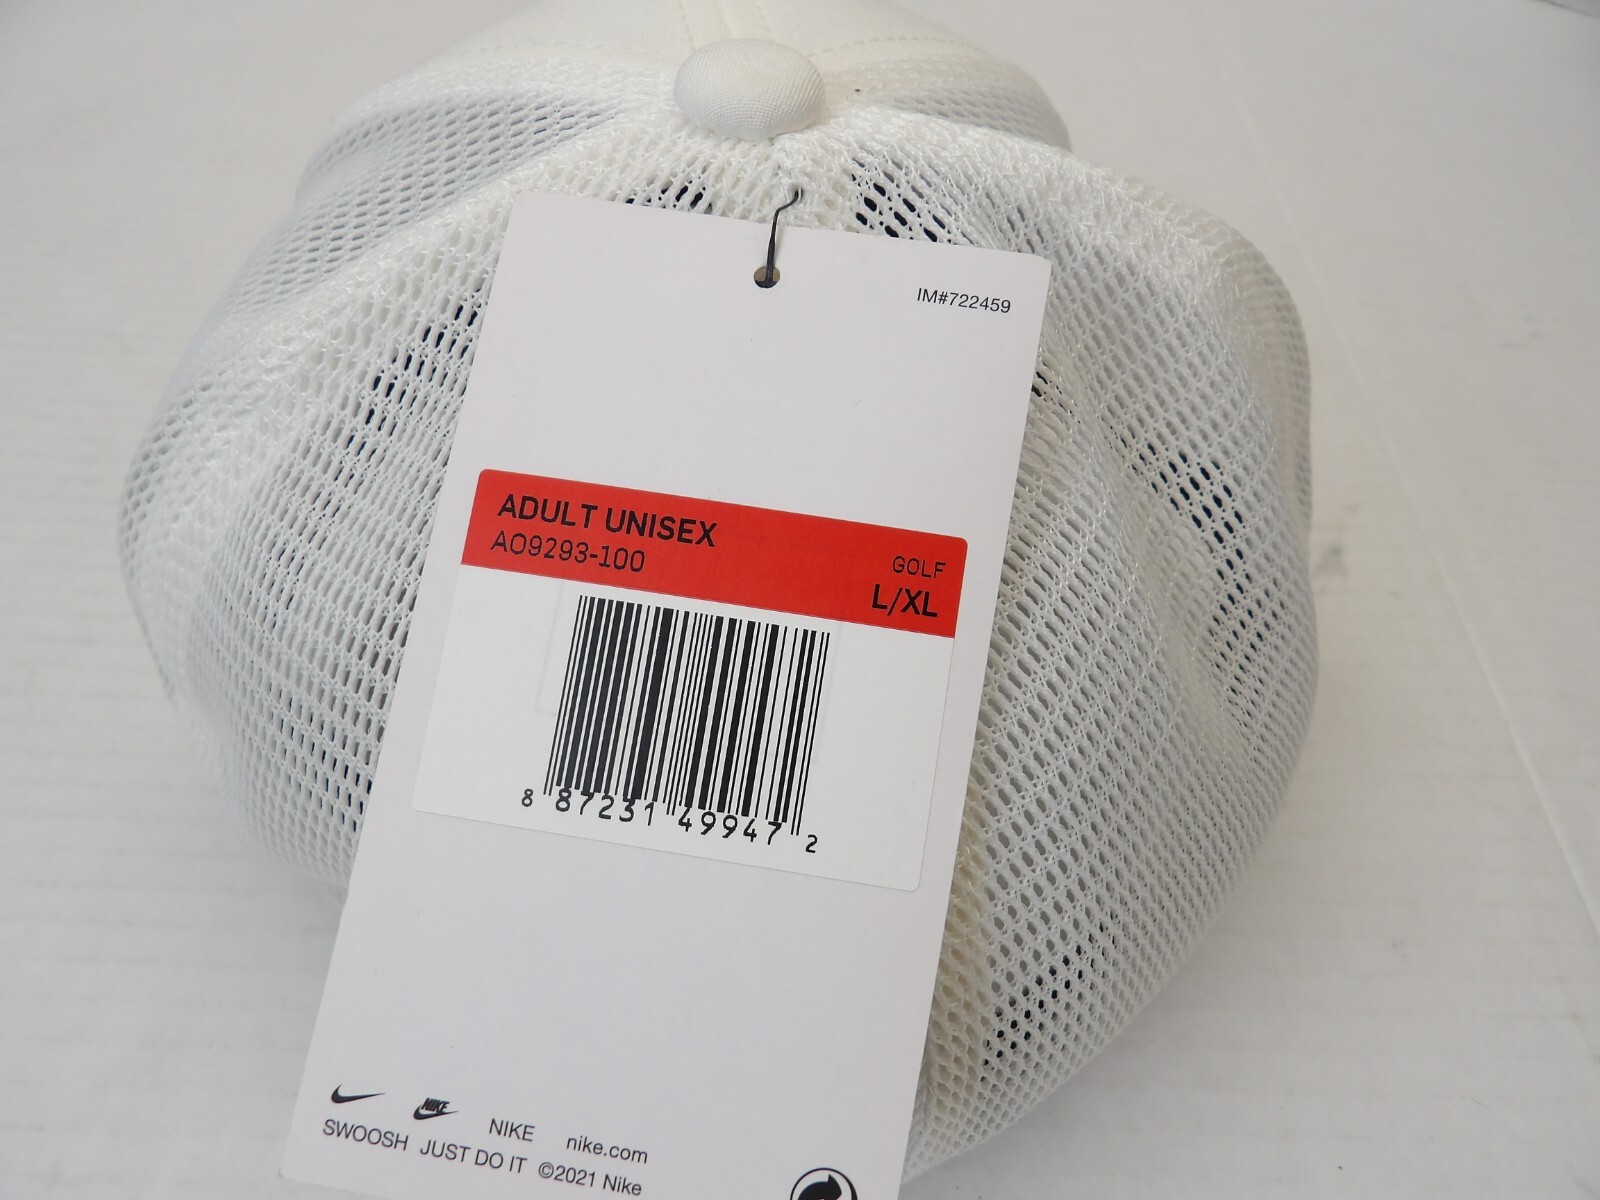 IM#722459
ADULT UNISEX
AO9293-100
GOLF
L/XL
8 87231 49947 2
NIKE NIKE nike.com
SWOOSH JUST DO IT ©2021 Nike